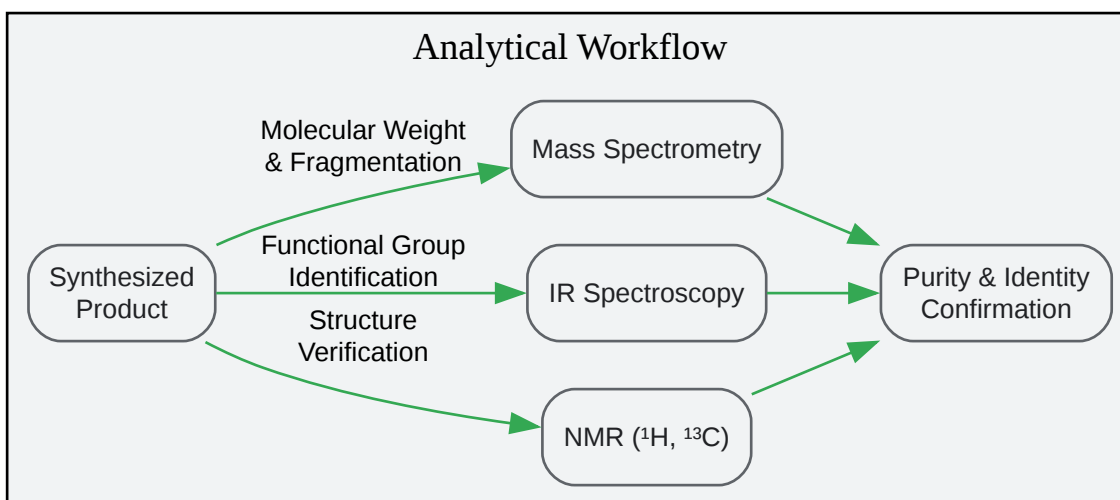 Analytical Workflow
Molecular Weight
& Fragmentation
Mass Spectrometry
Functional Group
Identification
Synthesized
Product
IR Spectroscopy
Purity & Identity
Confirmation
Structure
Verification
NMR (¹H, ¹³C)